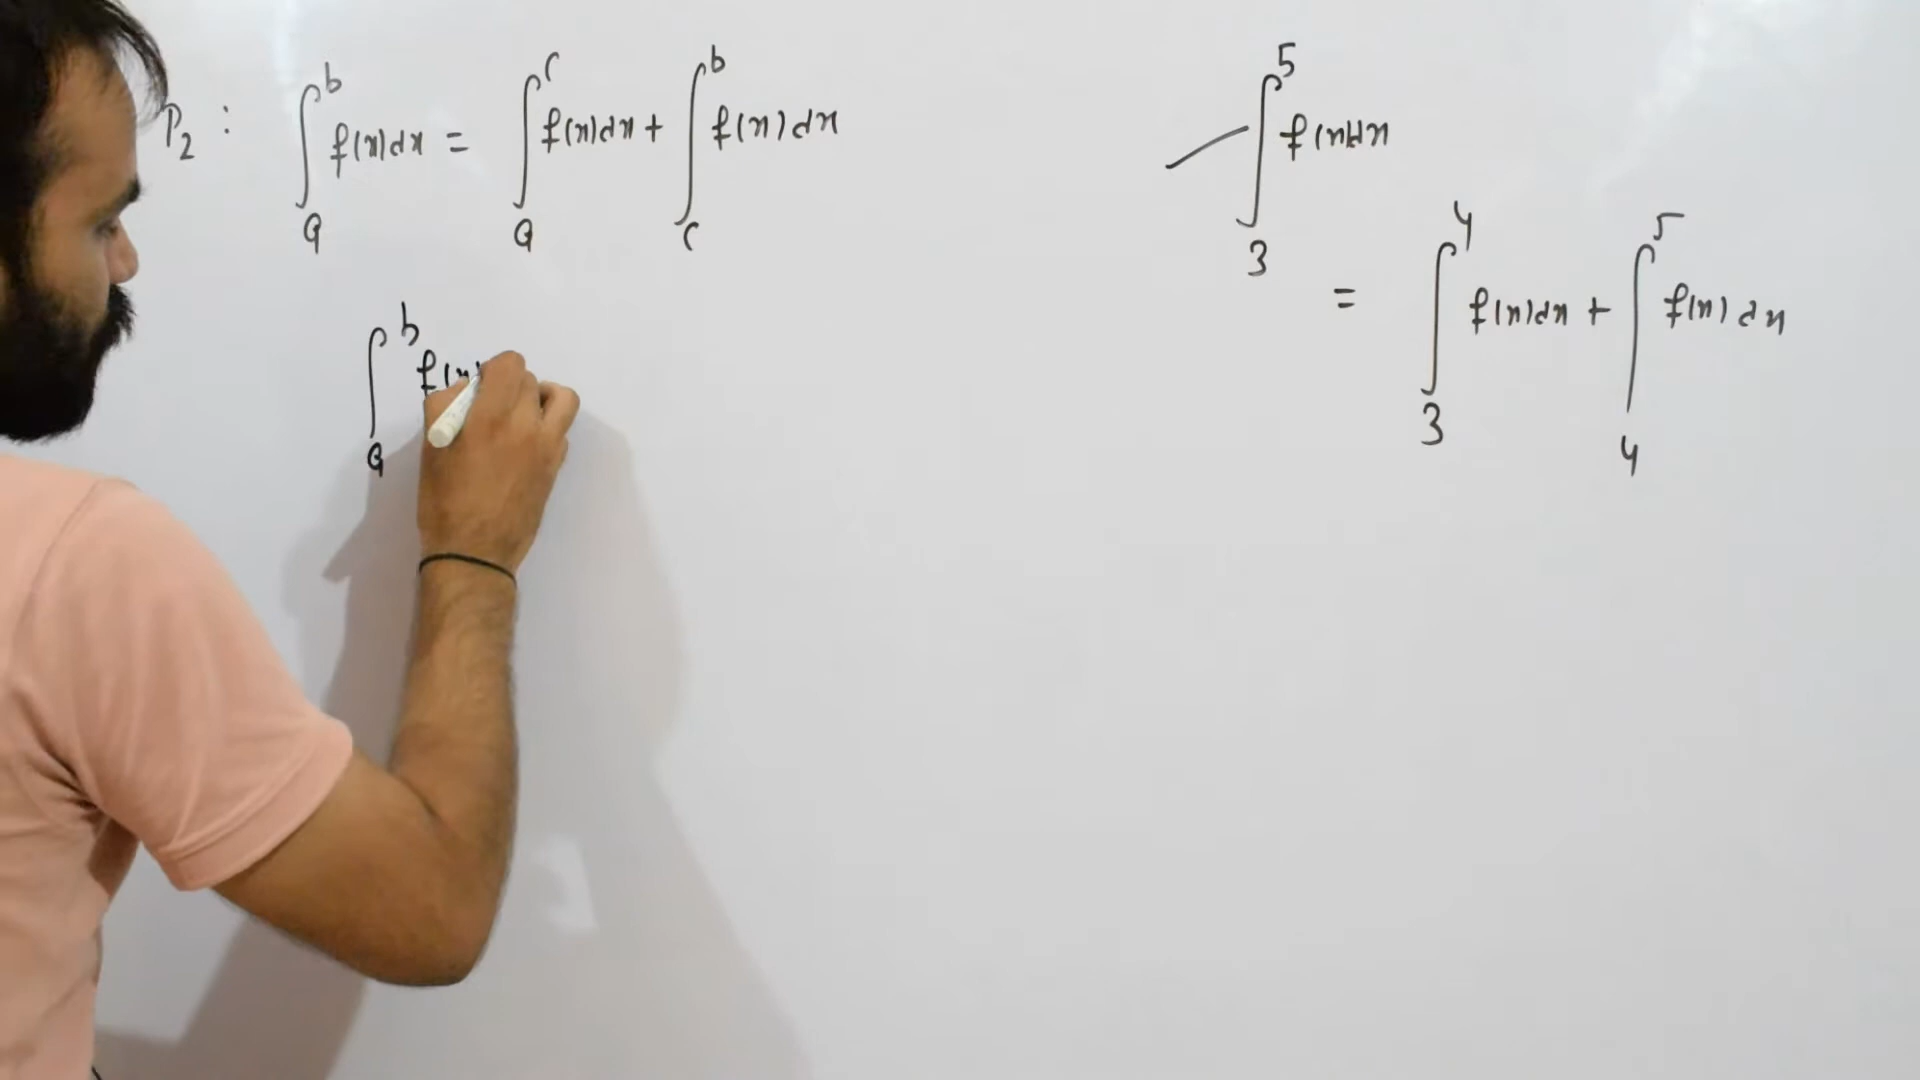 P₂ : ∫ₐᵇ f(x)dx = ∫ₐᶜ f(x)dx + ∫꜀ᵇ f(x)dx
∫ₐᵇ f(x)
∫₃⁵ f(x)dx
= ∫₃⁴ f(x)dx + ∫₄⁵ f(x)dx